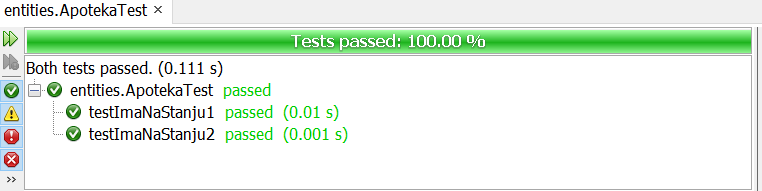 entities.ApotekaTest ×
Tests passed: 100.00 %
Both tests passed. (0.111 s)
entities.ApotekaTest passed
testImaNaStanju1 passed (0.01 s)
testImaNaStanju2 passed (0.001 s)